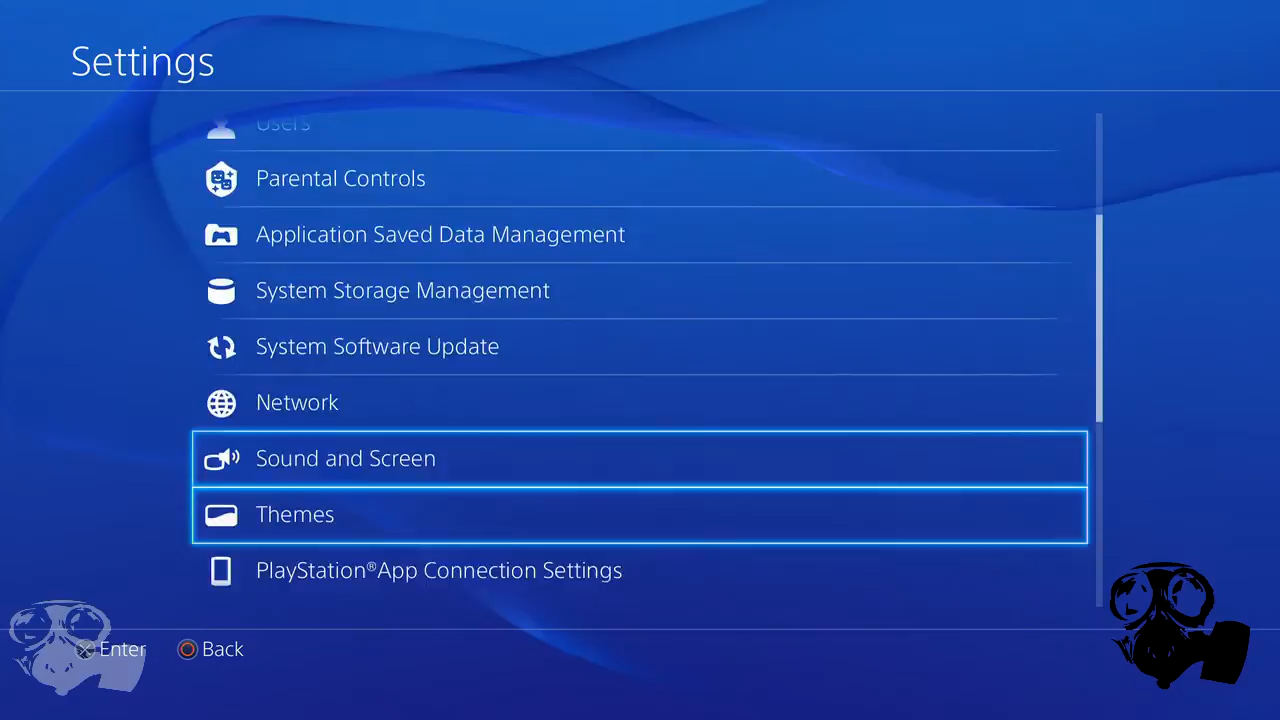 Settings
Users
Parental Controls
Application Saved Data Management
System Storage Management
System Software Update
Network
Sound and Screen
Themes
PlayStation®App Connection Settings
Enter Back